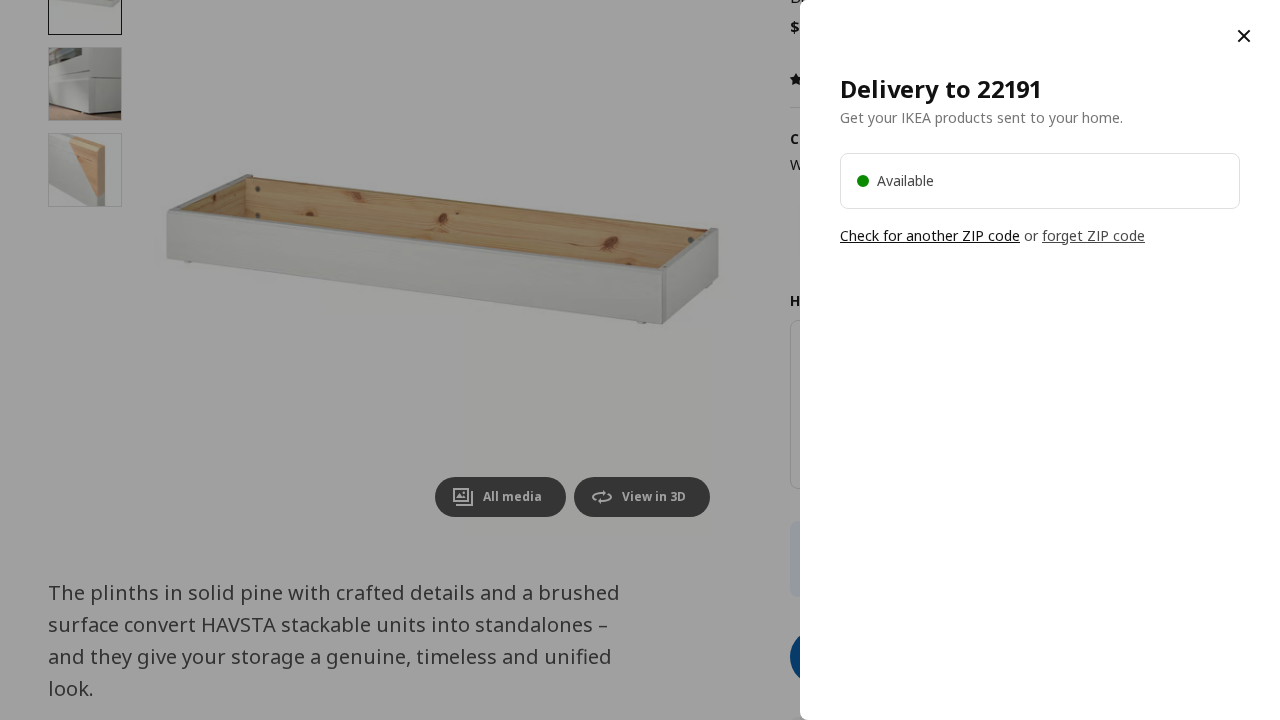 $
C
W
H
All media
View in 3D
The plinths in solid pine with crafted details and a brushed
surface convert HAVSTA stackable units into standalones –
and they give your storage a genuine, timeless and unified
look.
Delivery to 22191
Get your IKEA products sent to your home.
Available
Check for another ZIP code or forget ZIP code